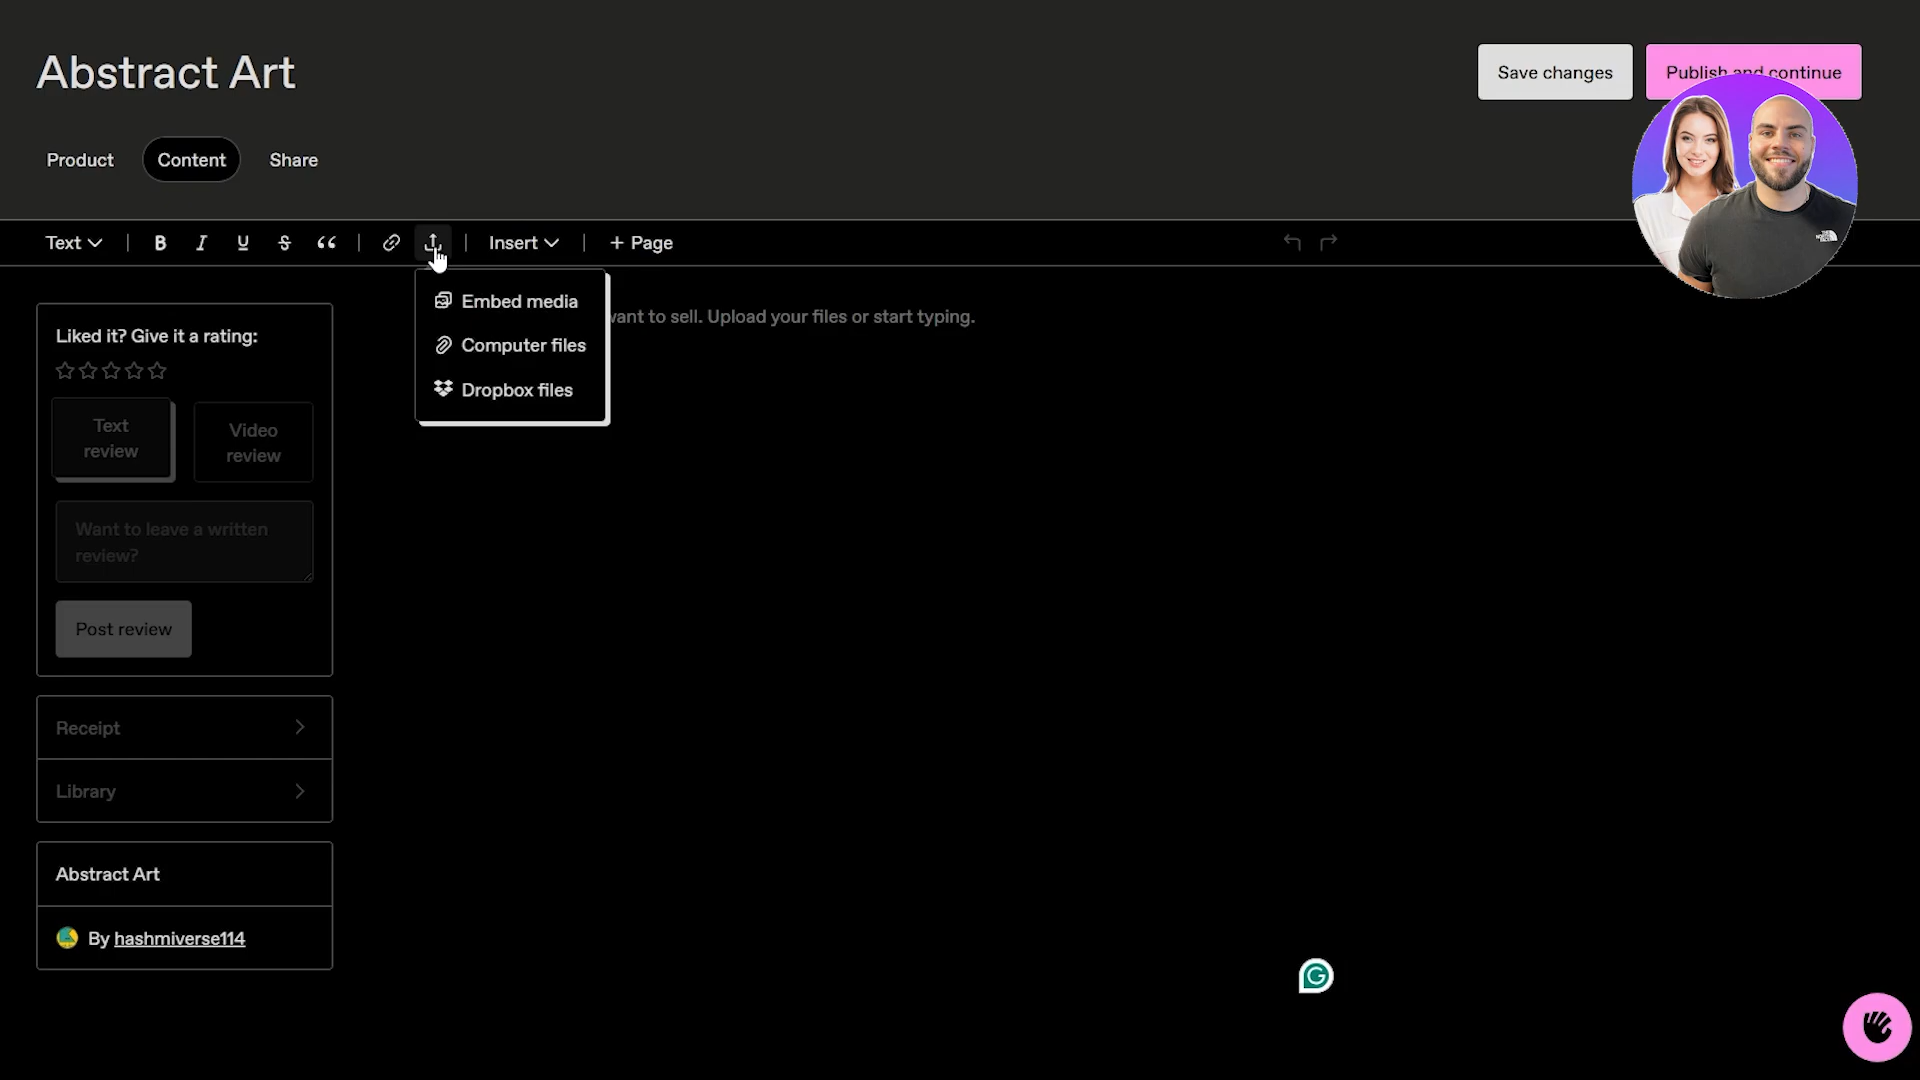 Abstract Art
Save changes
Publish and continue
Product
Content
Share
Text
B
I
U
S
Insert
+ Page
Embed media
Computer files
Dropbox files
want to sell. Upload your files or start typing.
Liked it? Give it a rating:
Text
review
Video
review
Want to leave a written
review?
Post review
Receipt
Library
Abstract Art
By hashmiverse114
G